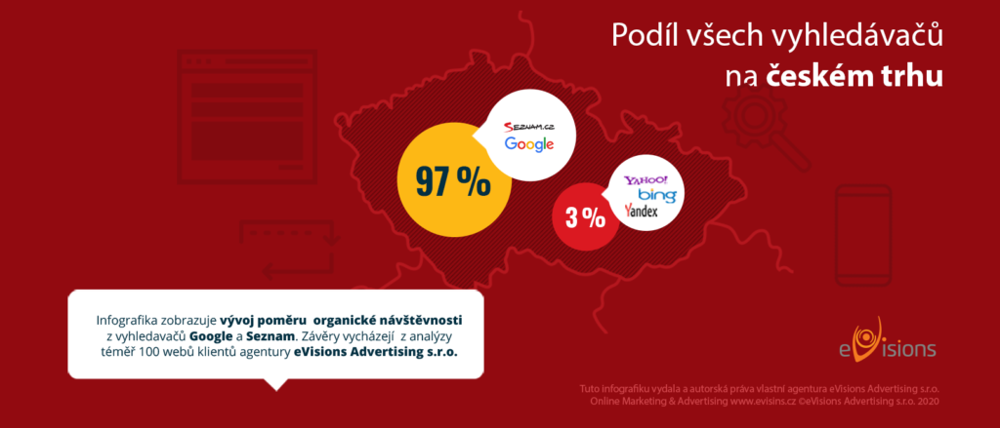 Podíl všech vyhledávačů
na českém trhu
SEZNAM.CZ
Google
97 %
YAHOO!
bing
Yandex
3 %
Infografika zobrazuje vývoj poměru organické návštěvnosti
z vyhledavačů Google a Seznam. Závěry vycházejí z analýzy
téměř 100 webů klientů agentury eVisions Advertising s.r.o.
eVisions
Tuto infografiku vydala a autorská práva vlastní agentura eVisions Advertising s.r.o.
Online Marketing & Advertising www.evisins.cz ©eVisions Advertising s.r.o. 2020